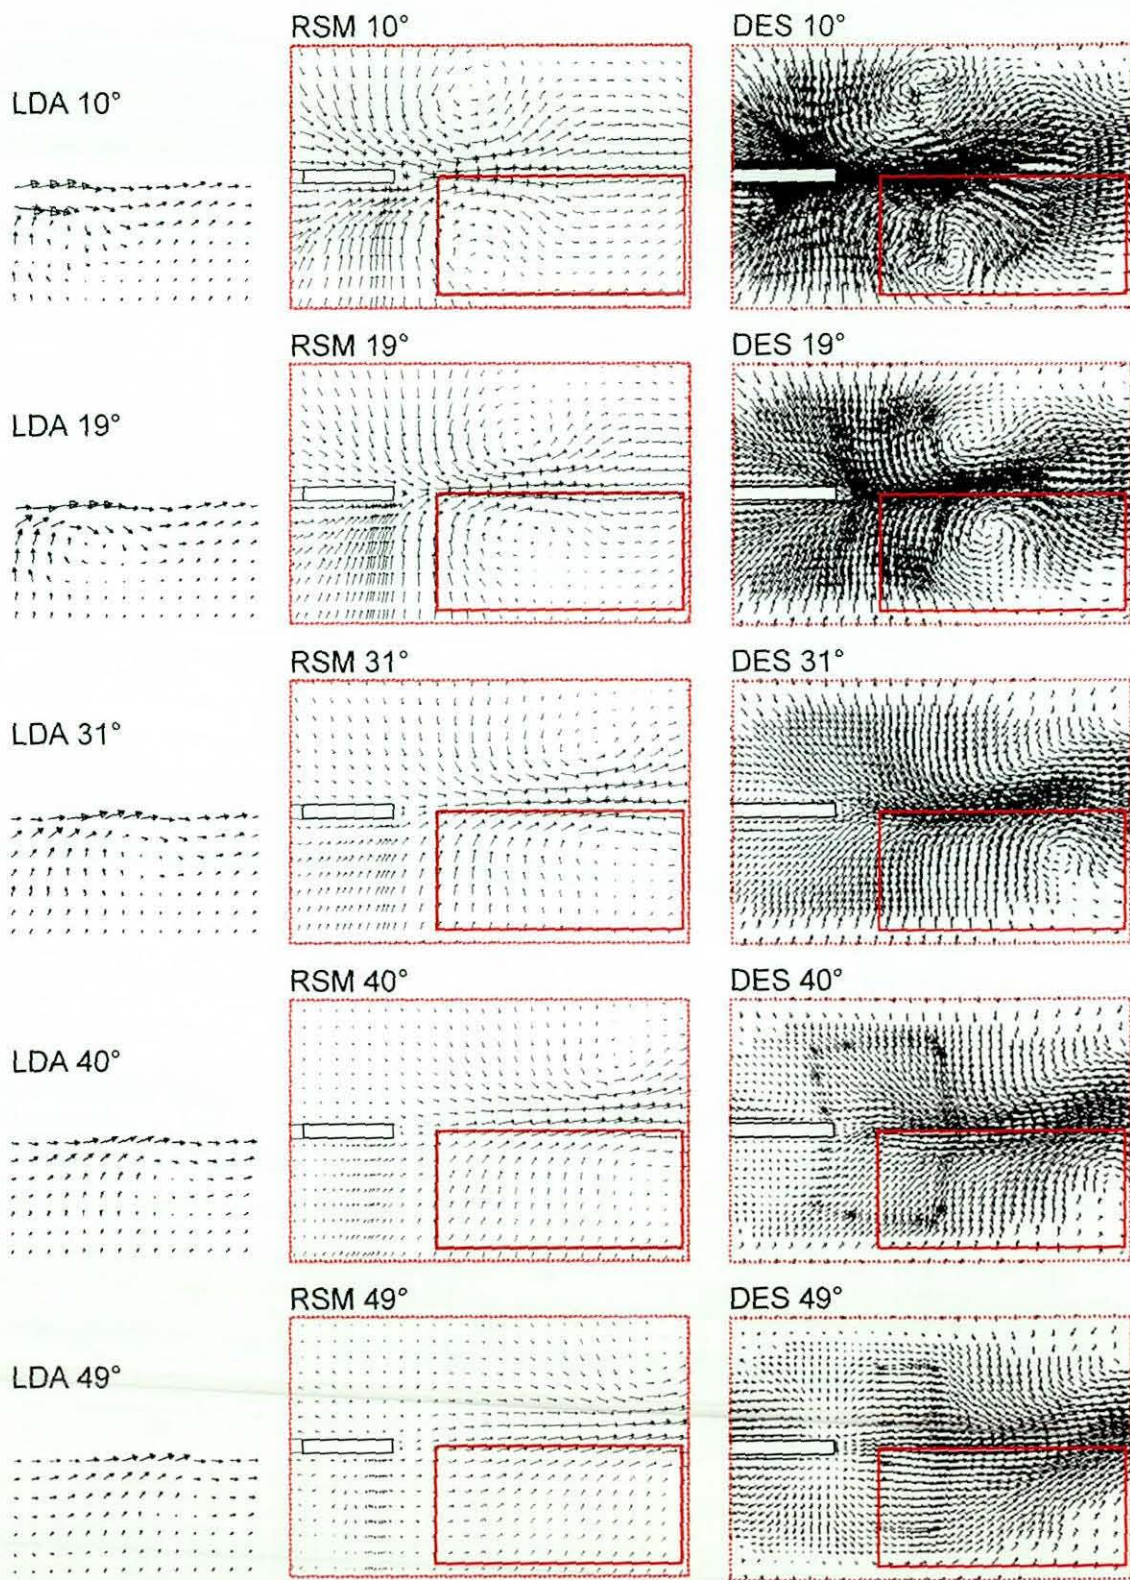 RSM 10°
DES 10°
LDA 10°
RSM 19°
DES 19°
LDA 19°
RSM 31°
DES 31°
LDA 31°
RSM 40°
DES 40°
LDA 40°
RSM 49°
DES 49°
LDA 49°